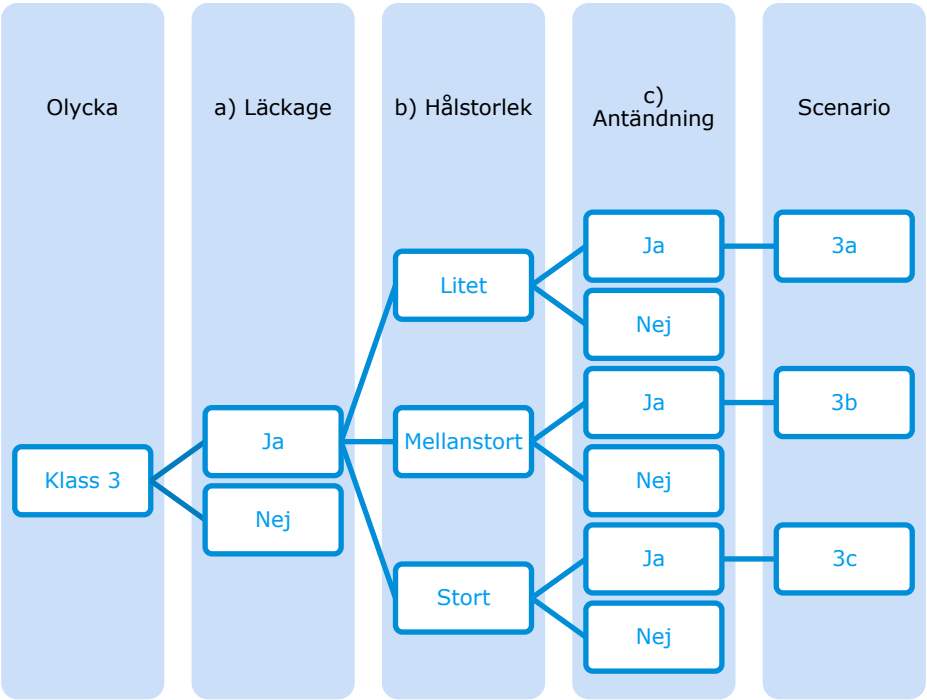 Olycka
a) Läckage
b) Hålstorlek
c)
Antändning
Scenario
Klass 3
Ja
Nej
Litet
Mellanstort
Stort
Ja
Nej
Ja
Nej
Ja
Nej
3a
3b
3c